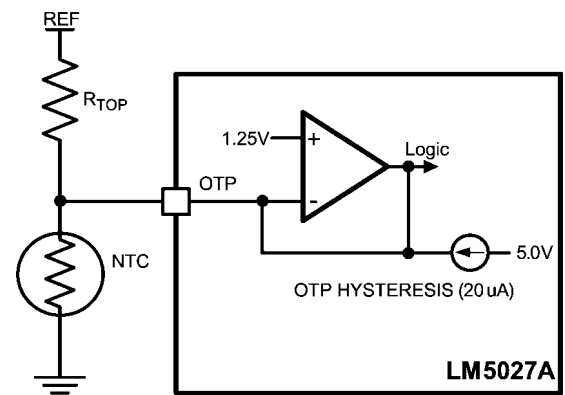 REF
R_TOP
1.25V
+
Logic
OTP
-
NTC
5.0V
OTP HYSTERESIS (20 uA)
LM5027A